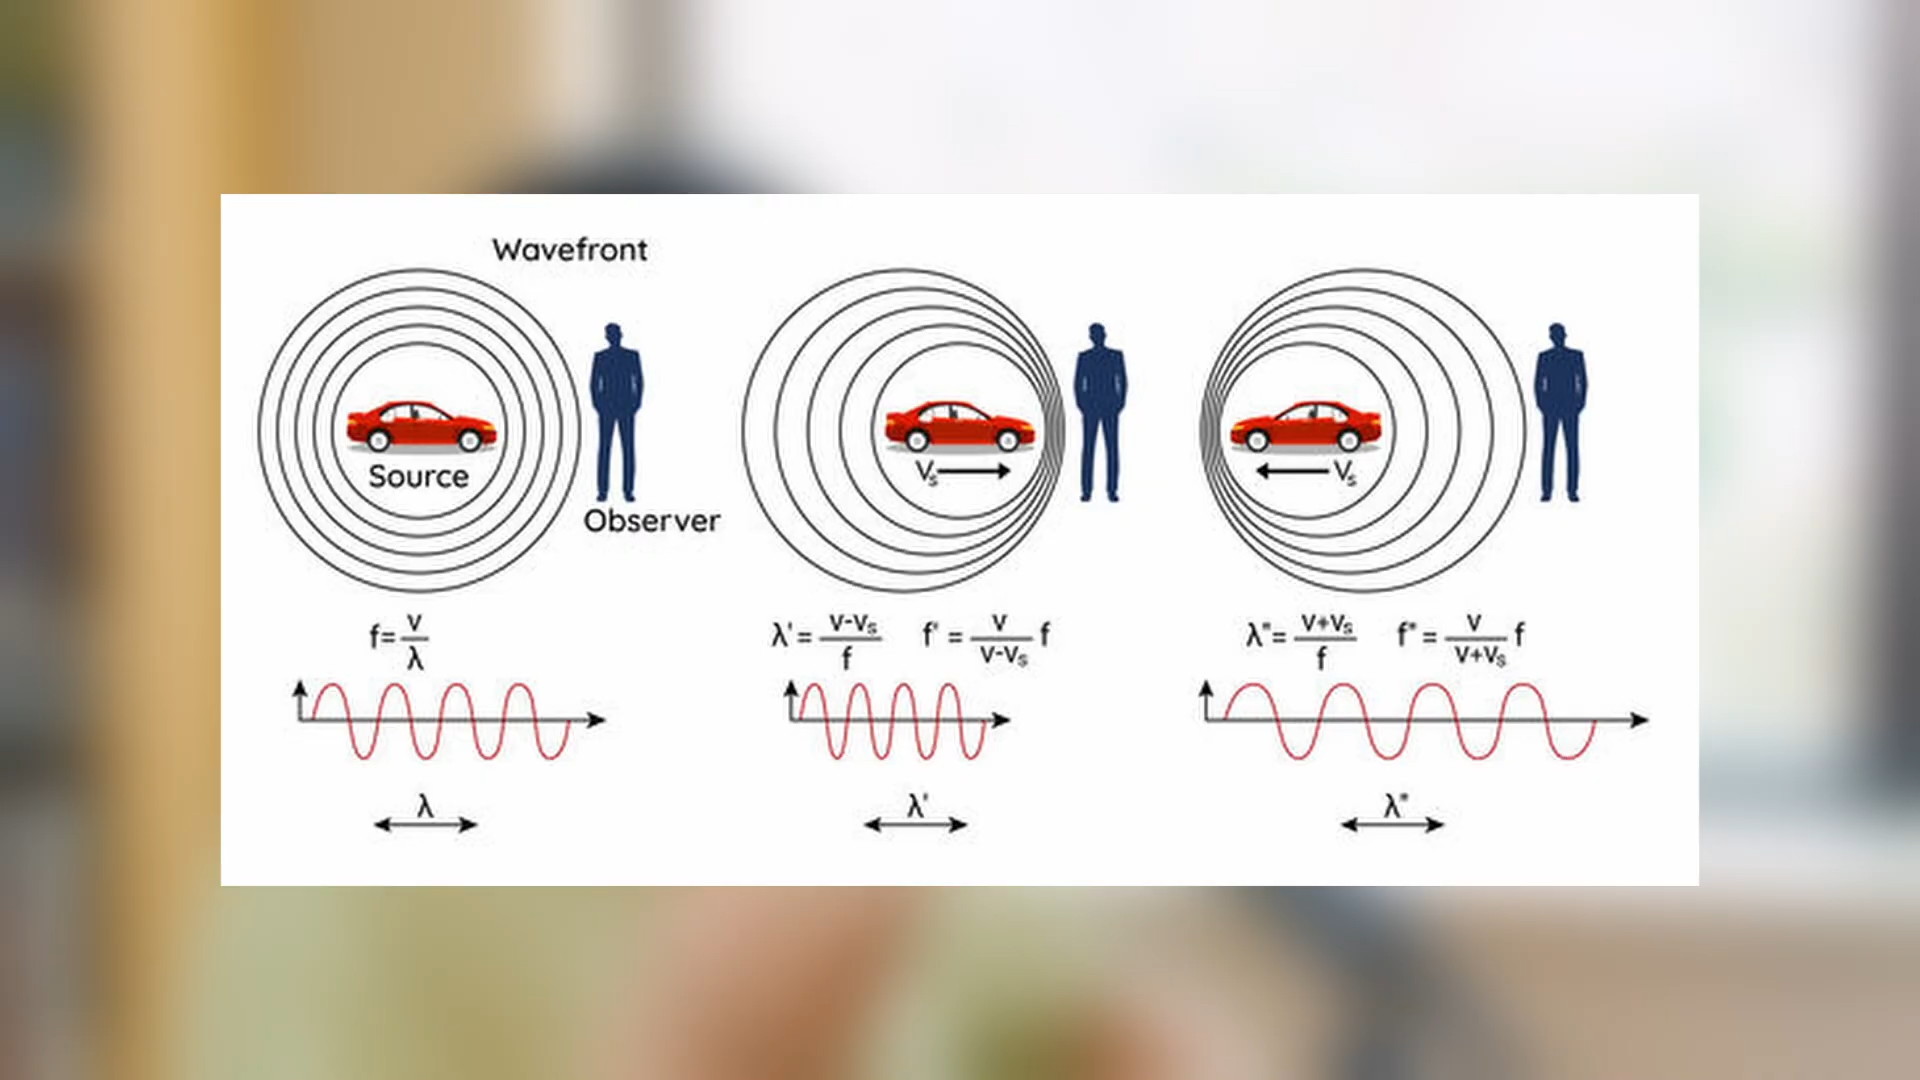 Wavefront
Source
Observer
Vs
Vs
f= v/λ
λ' = v-vs/f f' = v/v-vs f
λ"= v+vs/f f" = v/v+vs f
λ
λ'
λ"